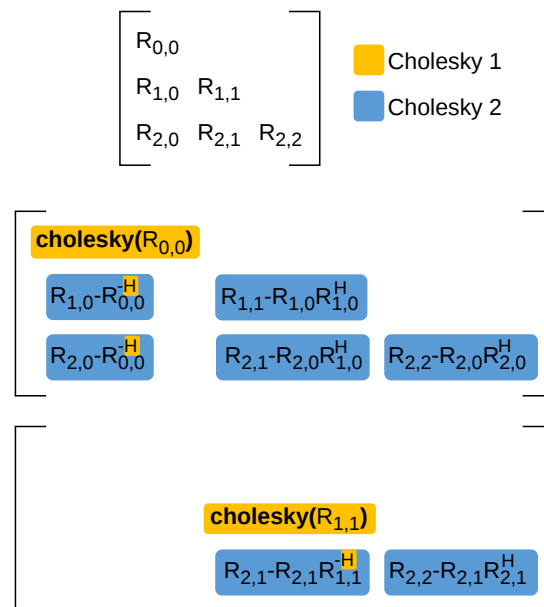 R0,0
R1,0 R1,1
R2,0 R2,1 R2,2
Cholesky 1
Cholesky 2
cholesky(R0,0)
R1,0-R0,0-H R1,1-R1,0R1,0H
R2,0-R0,0-H R2,1-R2,0R1,0H R2,2-R2,0R2,0H
cholesky(R1,1)
R2,1-R2,1R1,1-H R2,2-R2,1R2,1H